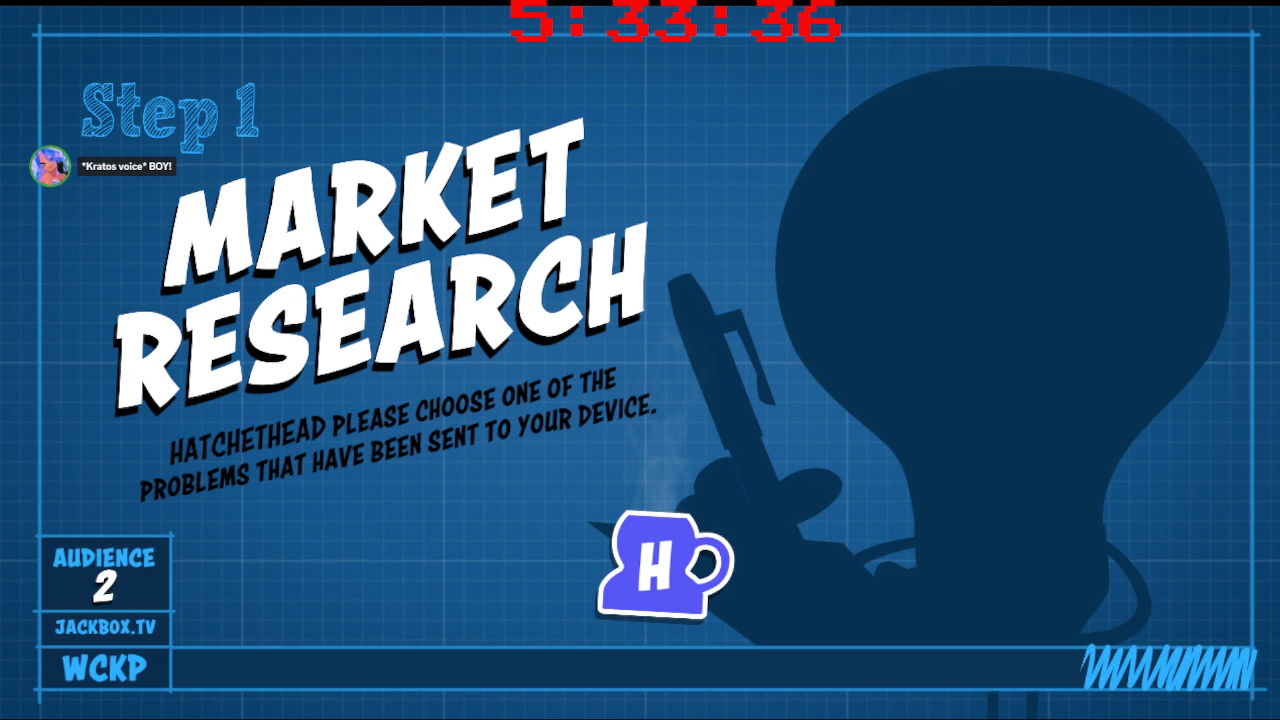 5:33:36
Step 1
*Kratos voice* BOY!
MARKET
RESEARCH
HATCHETHEAD PLEASE CHOOSE ONE OF THE
PROBLEMS THAT HAVE BEEN SENT TO YOUR DEVICE.
H
AUDIENCE
2
JACKBOX.TV
WCKP